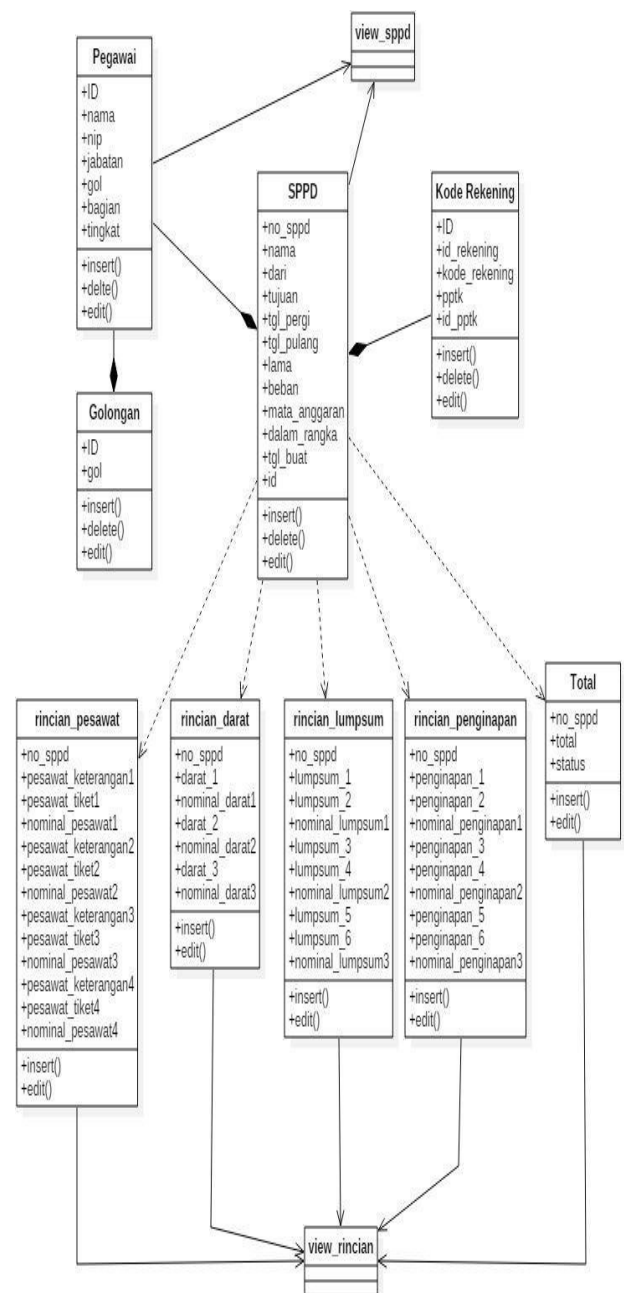 view_sppd
Pegawai
+ID
+nama
+nip
+jabatan
+gol
+bagian
+tingkat
+insert()
+delte()
+edit()
SPPD
+no_sppd
+nama
+dari
+tujuan
+tgl_pergi
+tgl_pulang
+lama
+beban
+mata_anggaran
+dalam_rangka
+tgl_buat
+id
+insert()
+delete()
+edit()
Kode Rekening
+ID
+id_rekening
+kode_rekening
+pptk
+id_pptk
+insert()
+delete()
+edit()
Golongan
+ID
+gol
+insert()
+delete()
+edit()
rincian_pesawat
+no_sppd
+pesawat_keterangan1
+pesawat_tiket1
+nominal_pesawat1
+pesawat_keterangan2
+pesawat_tiket2
+nominal_pesawat2
+pesawat_keterangan3
+pesawat_tiket3
+nominal_pesawat3
+pesawat_keterangan4
+pesawat_tiket4
+nominal_pesawat4
+insert()
+edit()
rincian_darat
+no_sppd
+darat_1
+nominal_darat1
+darat_2
+nominal_darat2
+darat_3
+nominal_darat3
+insert()
+edit()
rincian_lumpsum
+no_sppd
+lumpsum_1
+lumpsum_2
+nominal_lumpsum1
+lumpsum_3
+lumpsum_4
+nominal_lumpsum2
+lumpsum_5
+lumpsum_6
+nominal_lumpsum3
+insert()
+edit()
rincian_penginapan
+no_sppd
+penginapan_1
+penginapan_2
+nominal_penginapan1
+penginapan_3
+penginapan_4
+nominal_penginapan2
+penginapan_5
+penginapan_6
+nominal_penginapan3
+insert()
+edit()
Total
+no_sppd
+total
+status
+insert()
+edit()
view_rincian